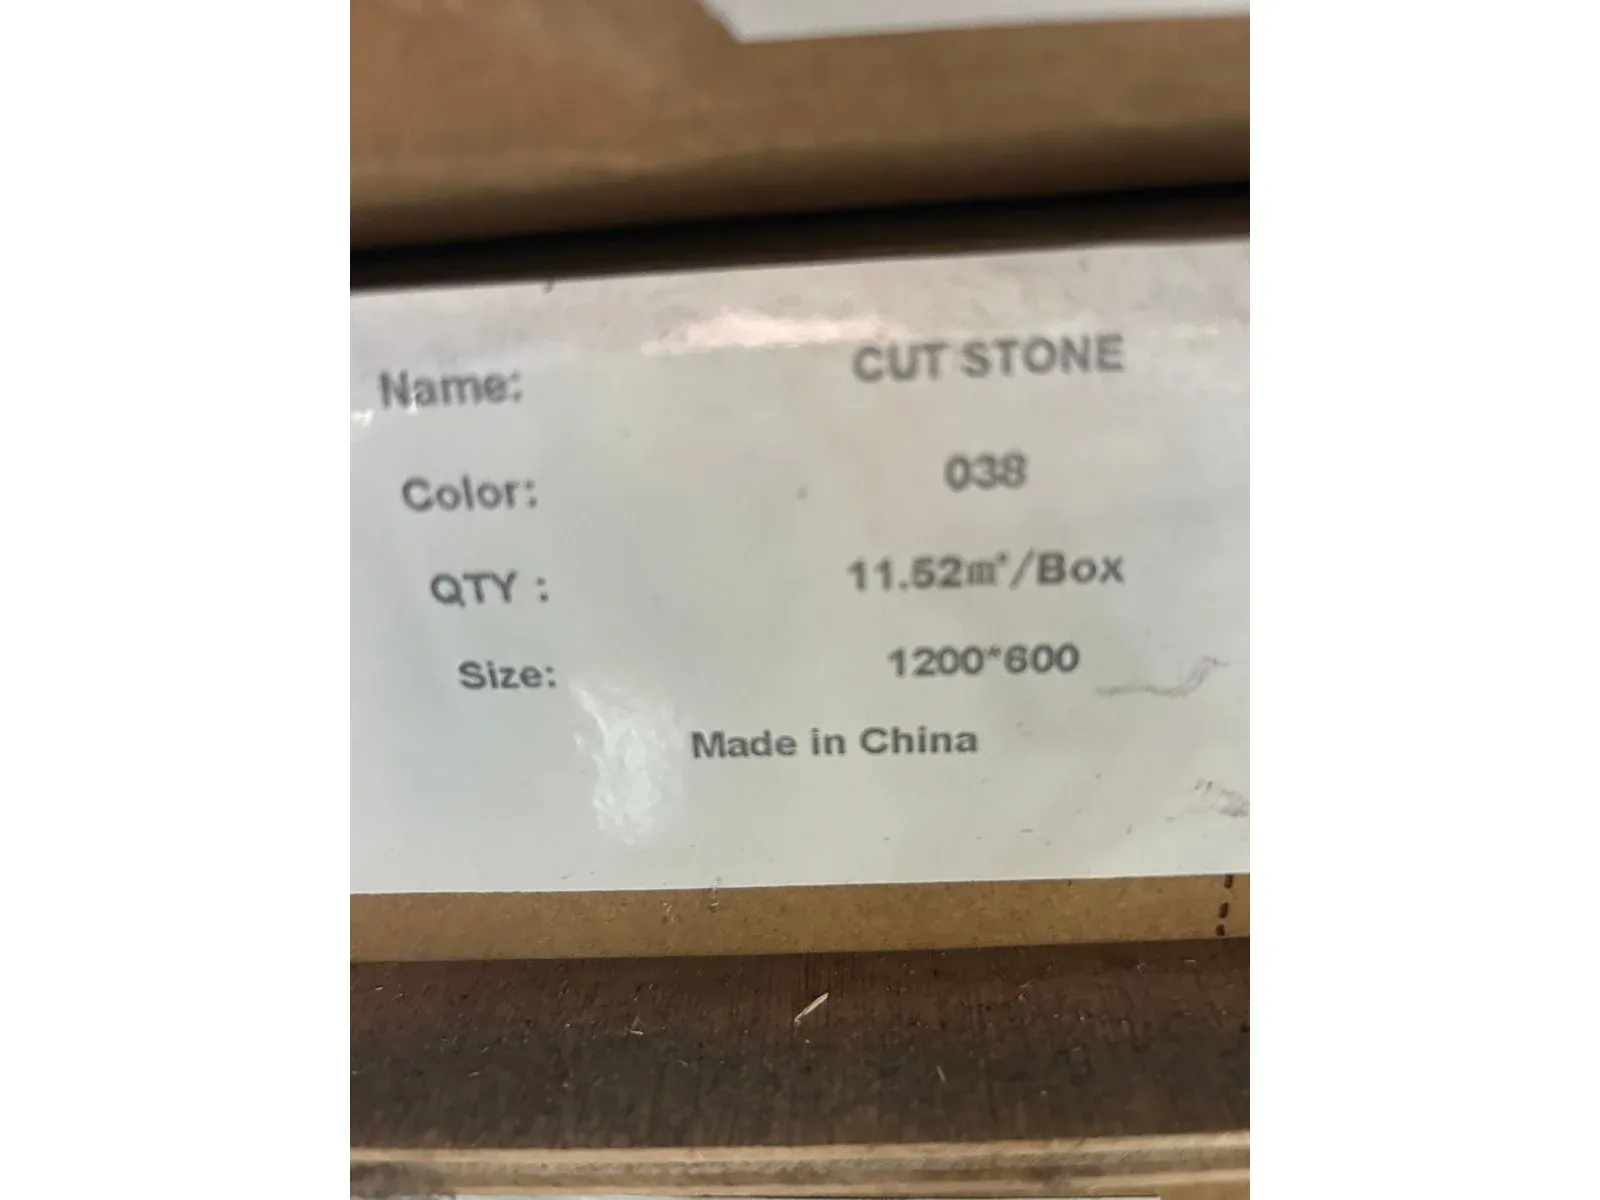 Name: CUT STONE
Color: 038
QTY : 11.52m²/Box
Size: 1200*600
Made in China